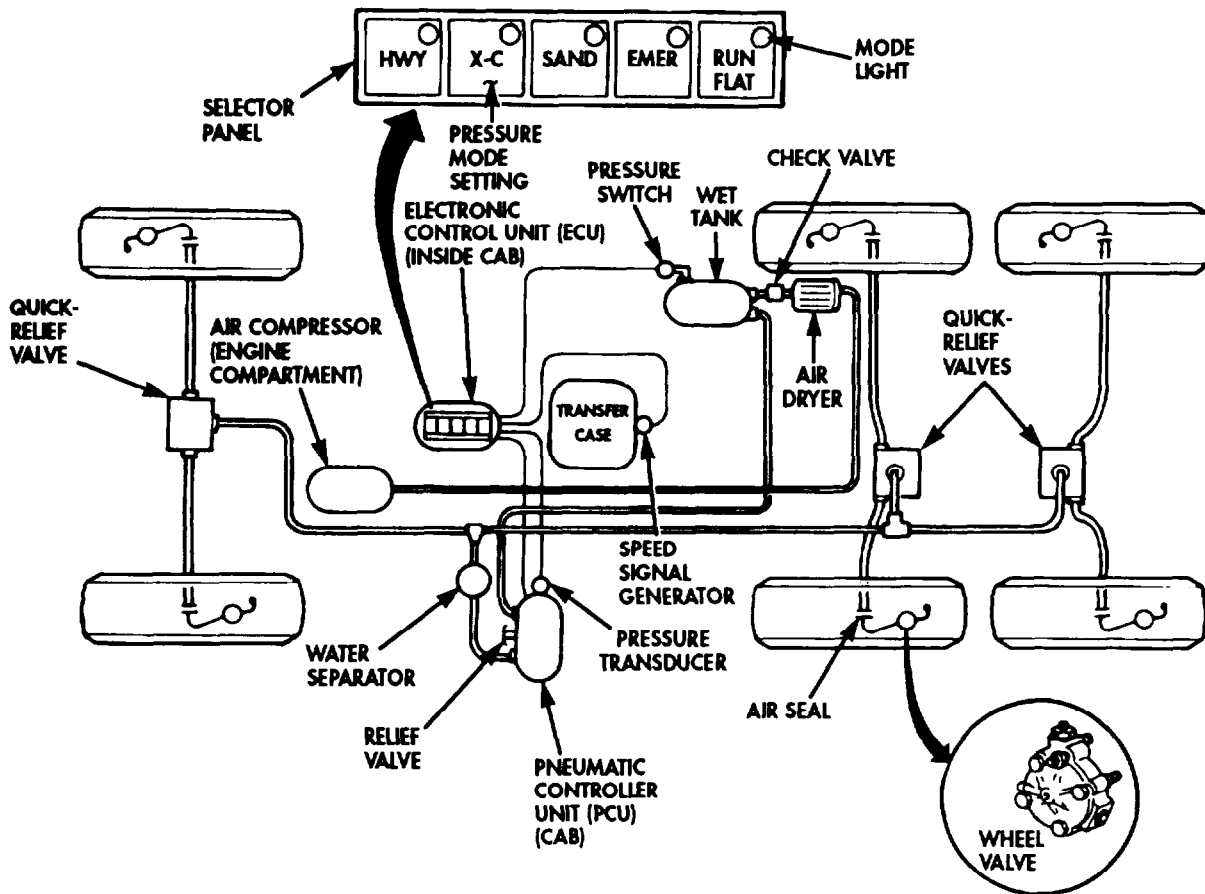 HWY
X-C
SAND
EMER
RUN
FLAT
MODE
LIGHT
SELECTOR
PANEL
PRESSURE
MODE
SETTING
PRESSURE
SWITCH
WET
TANK
CHECK VALVE
ELECTRONIC
CONTROL UNIT (ECU)
(INSIDE CAB)
QUICK-
RELIEF
VALVE
AIR COMPRESSOR
(ENGINE
COMPARTMENT)
TRANSFER
CASE
AIR
DRYER
QUICK-
RELIEF
VALVES
SPEED
SIGNAL
GENERATOR
WATER
SEPARATOR
PRESSURE
TRANSDUCER
RELIEF
VALVE
AIR SEAL
PNEUMATIC
CONTROLLER
UNIT (PCU)
(CAB)
WHEEL
VALVE